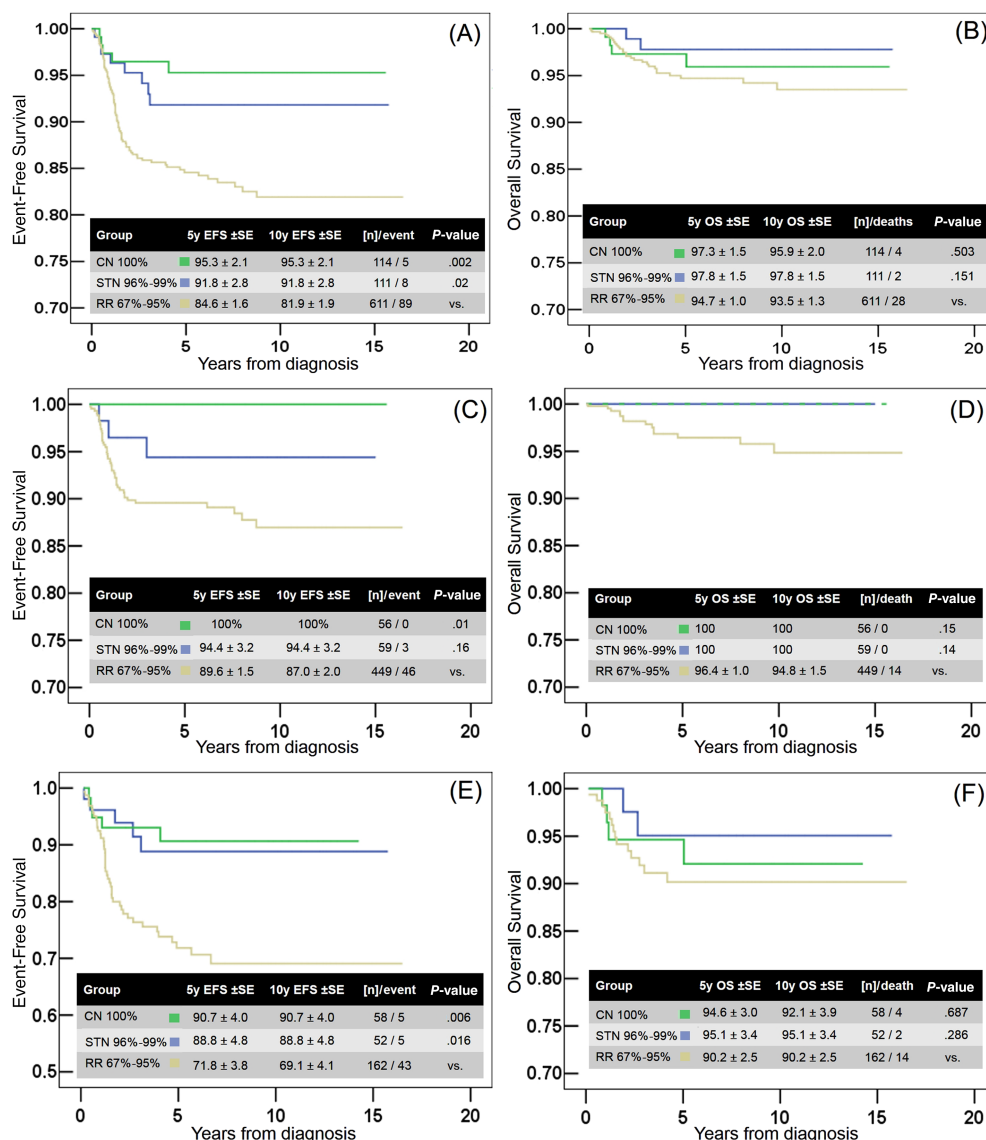 (A)
Event-Free Survival
1.00
0.95
0.90
0.85
0.80
0.75
0.70
Group 5y EFS ±SE 10y EFS ±SE [n]/event P-value
CN 100% 95.3 ± 2.1 95.3 ± 2.1 114 / 5 .002
STN 96%-99% 91.8 ± 2.8 91.8 ± 2.8 111 / 8 .02
RR 67%-95% 84.6 ± 1.6 81.9 ± 1.9 611 / 89 vs.
0 5 10 15 20
Years from diagnosis
(B)
Overall Survival
1.00
0.95
0.90
0.85
0.80
0.75
0.70
Group 5y OS ±SE 10y OS ±SE [n]/deaths P-value
CN 100% 97.3 ± 1.5 95.9 ± 2.0 114 / 4 .503
STN 96%-99% 97.8 ± 1.5 97.8 ± 1.5 111 / 2 .151
RR 67%-95% 94.7 ± 1.0 93.5 ± 1.3 611 / 28 vs.
0 5 10 15 20
Years from diagnosis
(C)
Event-Free Survival
1.00
0.95
0.90
0.85
0.80
0.75
0.70
Group 5y EFS ±SE 10y EFS ±SE [n]/event P-value
CN 100% 100% 100% 56 / 0 .01
STN 96%-99% 94.4 ± 3.2 94.4 ± 3.2 59 / 3 .16
RR 67%-95% 89.6 ± 1.5 87.0 ± 2.0 449 / 46 vs.
0 5 10 15 20
Years from diagnosis
(D)
Overall Survival
1.00
0.95
0.90
0.85
0.80
0.75
0.70
Group 5y OS ±SE 10y OS ±SE [n]/death P-value
CN 100% 100 100 56 / 0 .15
STN 96%-99% 100 100 59 / 0 .14
RR 67%-95% 96.4 ± 1.0 94.8 ± 1.5 449 / 14 vs.
0 5 10 15 20
Years from diagnosis
(E)
Event-Free Survival
1.0
0.9
0.8
0.7
0.6
0.5
Group 5y EFS ±SE 10y EFS ±SE [n]/event P-value
CN 100% 90.7 ± 4.0 90.7 ± 4.0 58 / 5 .006
STN 96%-99% 88.8 ± 4.8 88.8 ± 4.8 52 / 5 .016
RR 67%-95% 71.8 ± 3.8 69.1 ± 4.1 162 / 43 vs.
0 5 10 15 20
Years from diagnosis
(F)
Overall Survival
1.00
0.95
0.90
0.85
0.80
0.75
0.70
Group 5y OS ±SE 10y OS ±SE [n]/death P-value
CN 100% 94.6 ± 3.0 92.1 ± 3.9 58 / 4 .687
STN 96%-99% 95.1 ± 3.4 95.1 ± 3.4 52 / 2 .286
RR 67%-95% 90.2 ± 2.5 90.2 ± 2.5 162 / 14 vs.
0 5 10 15 20
Years from diagnosis